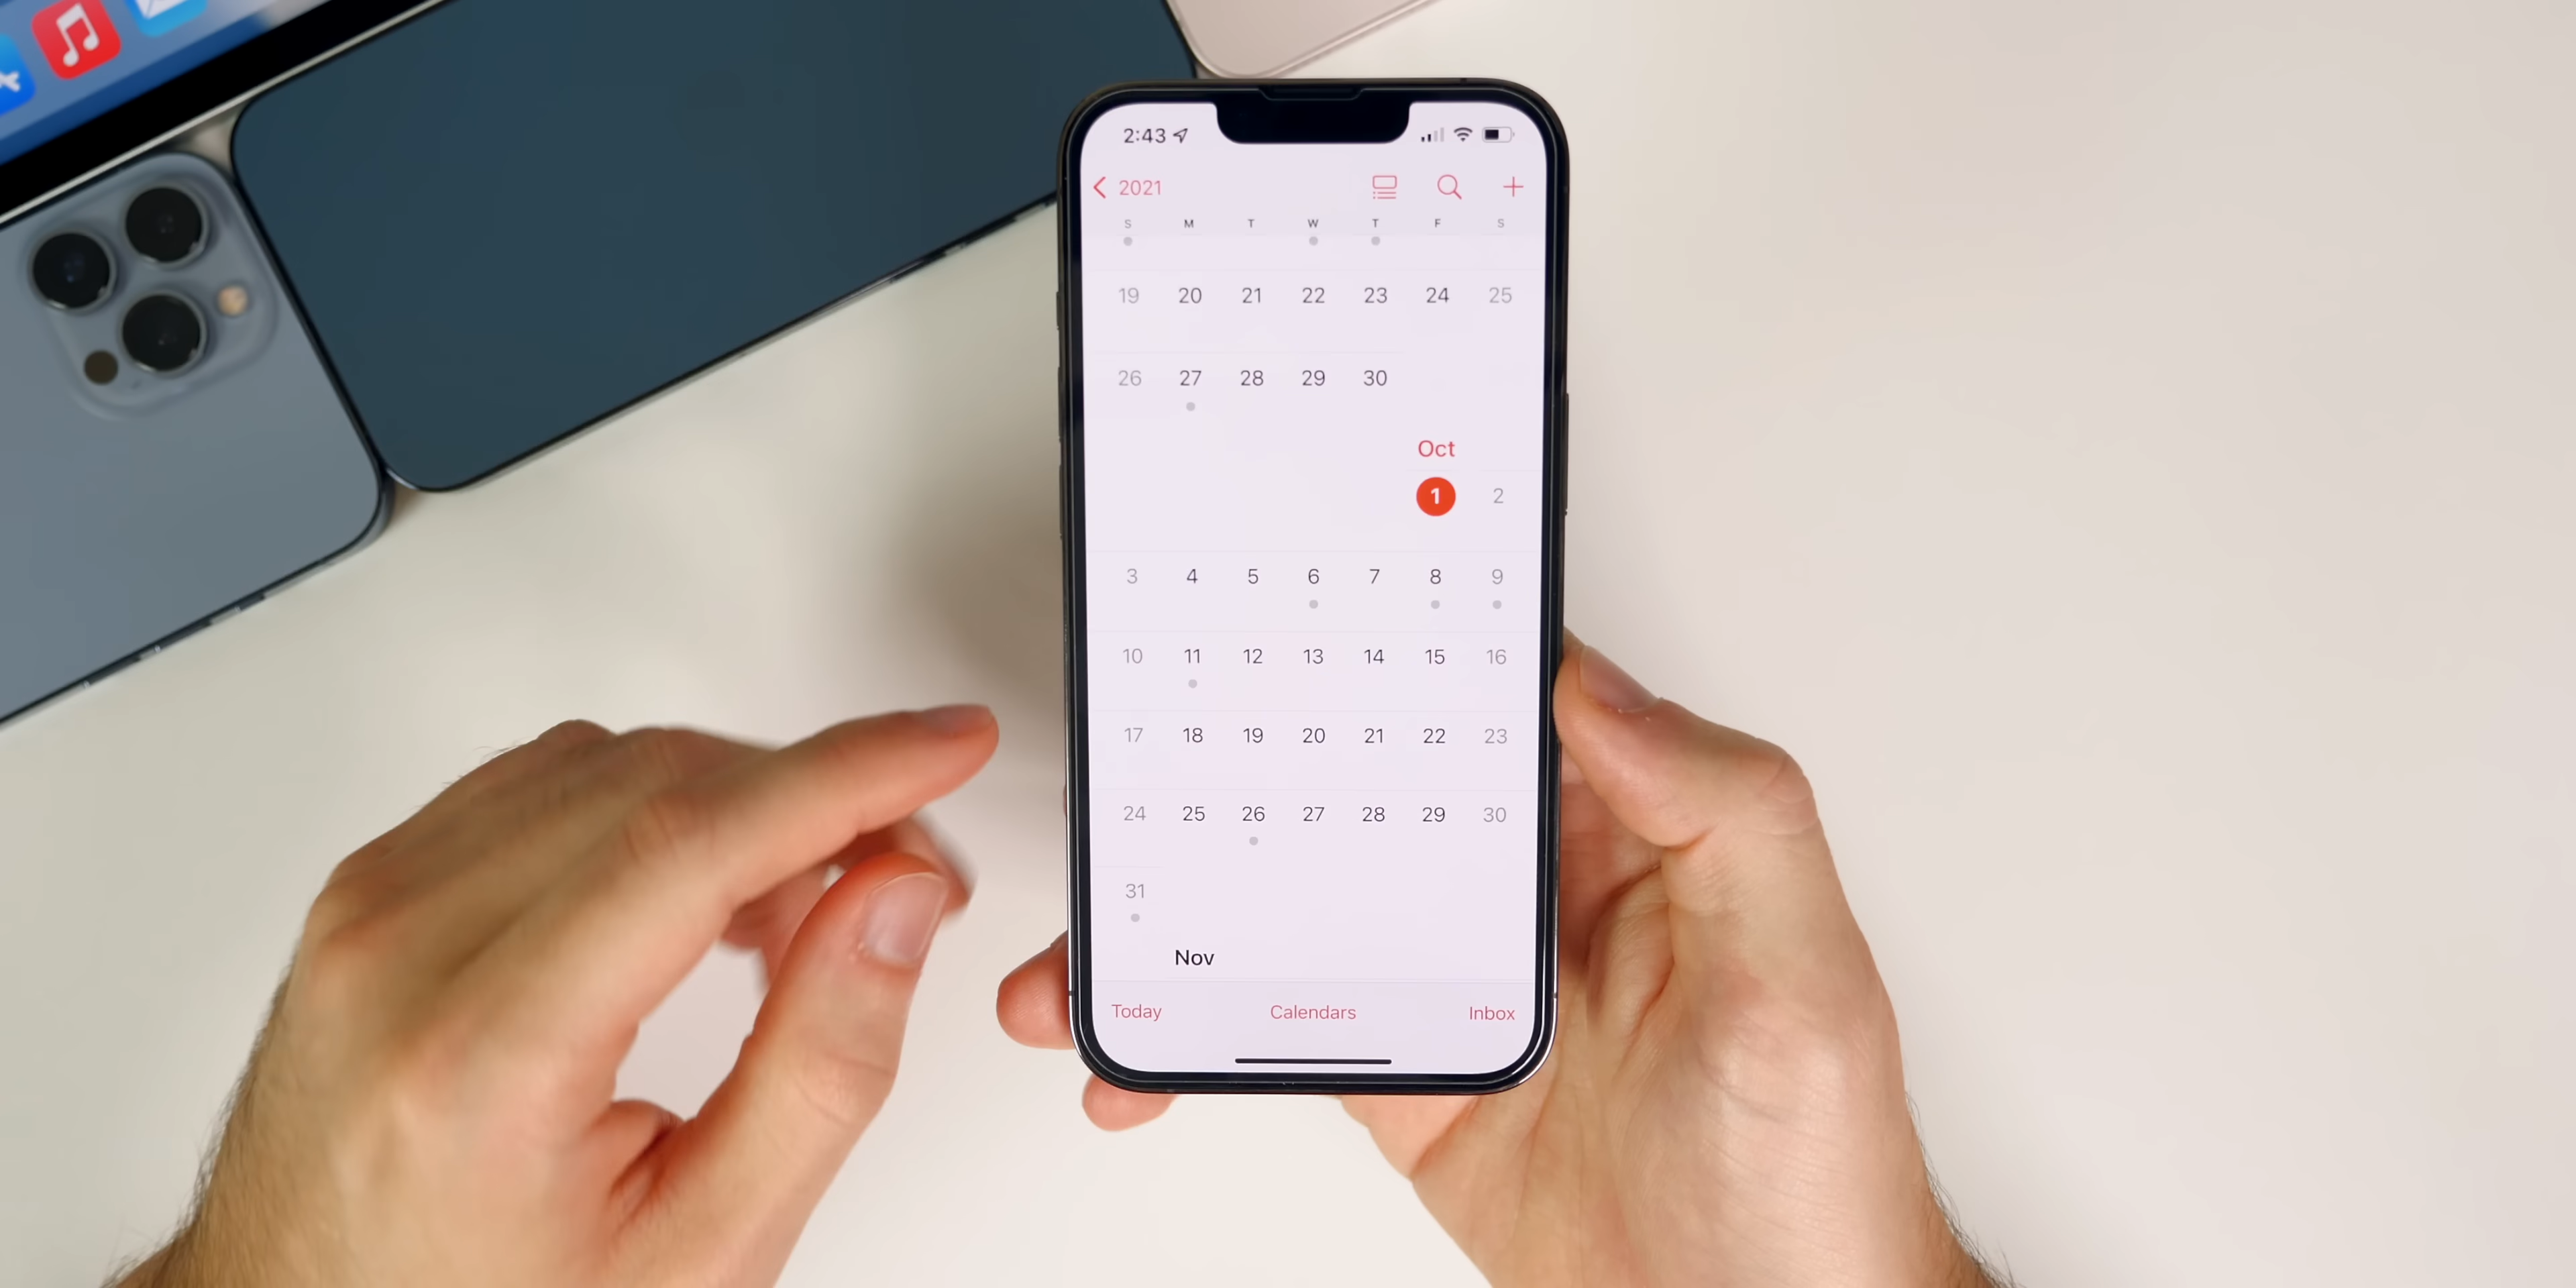 2:43
2021
S M T W T F S
19 20 21 22 23 24 25
26 27 28 29 30
Oct
1 2
3 4 5 6 7 8 9
10 11 12 13 14 15 16
17 18 19 20 21 22 23
24 25 26 27 28 29 30
31
Nov
Today Calendars Inbox